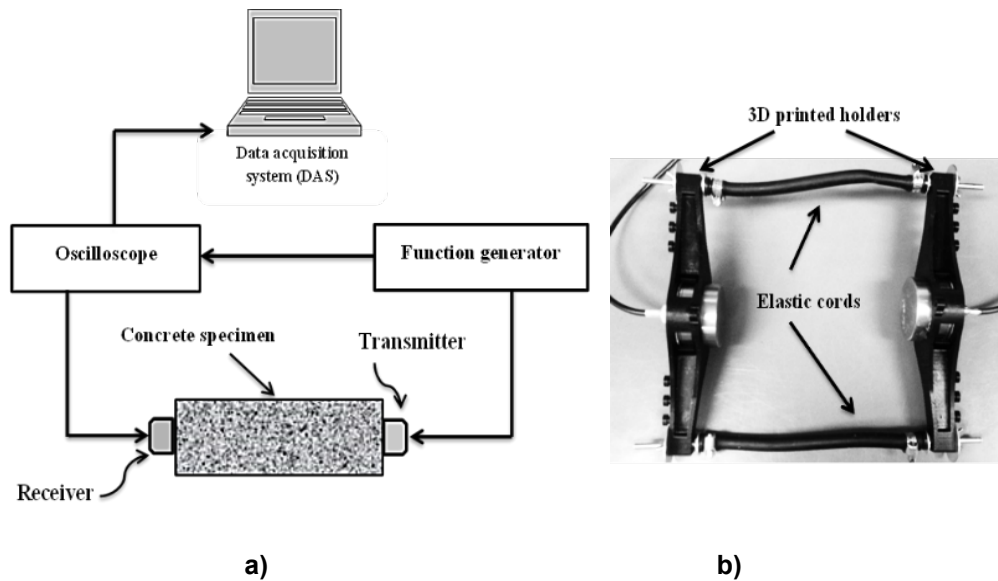 Data acquisition
system (DAS)
Oscilloscope
Function generator
Concrete specimen
Transmitter
Receiver
a)
3D printed holders
Elastic cords
b)